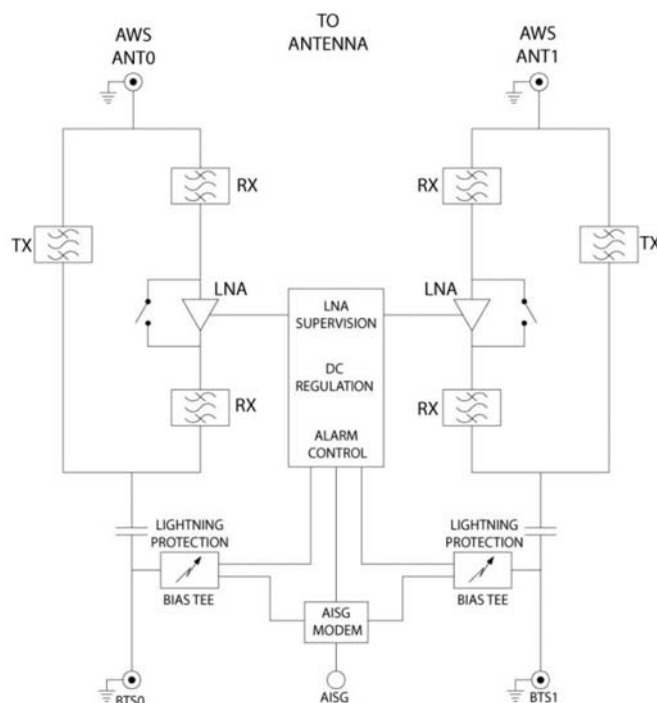 TO
ANTENNA
AWS
ANT0
AWS
ANT1
RX
RX
TX
TX
LNA
LNA
LNA
SUPERVISION
DC
REGULATION
ALARM
CONTROL
RX
RX
LIGHTNING
PROTECTION
LIGHTNING
PROTECTION
BIAS TEE
BIAS TEE
AISG
MODEM
BTS0
AISG
BTS1